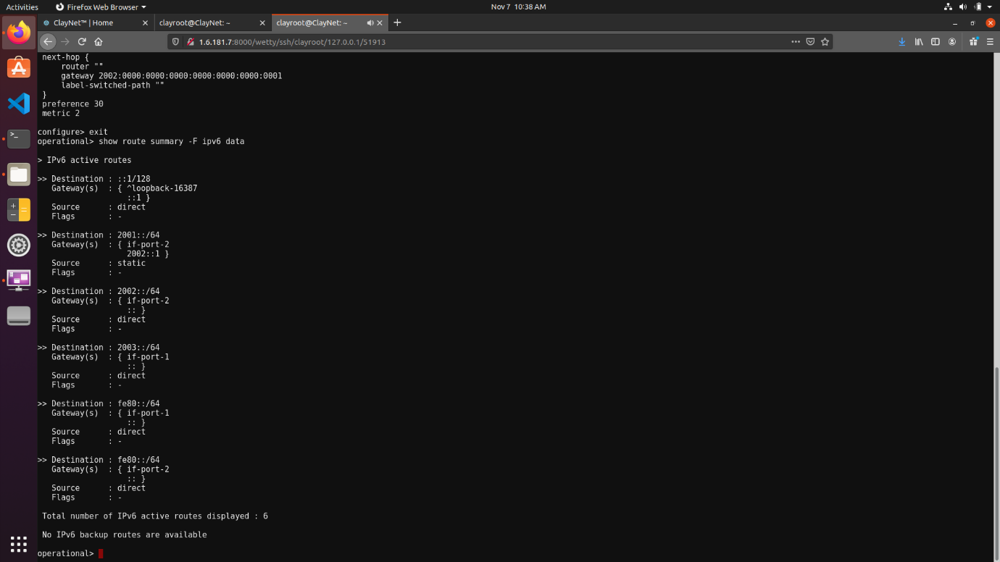 Activities
Firefox Web Browser
Nov 7 10:38 AM
ClayNet™ | Home
clayroot@ClayNet: ~
clayroot@ClayNet: ~
1.6.181.7:8000/wetty/ssh/clayroot/127.0.0.1/51913
next-hop {
router ""
gateway 2002:0000:0000:0000:0000:0000:0000:0001
label-switched-path ""
}
preference 30
metric 2
configure> exit
operational> show route summary -F ipv6 data
> IPv6 active routes
>> Destination : ::1/128
Gateway(s) : { ^loopback-16387
::1 }
Source : direct
Flags : -
>> Destination : 2001::/64
Gateway(s) : { if-port-2
2002::1 }
Source : static
Flags : -
>> Destination : 2002::/64
Gateway(s) : { if-port-2
:: }
Source : direct
Flags : -
>> Destination : 2003::/64
Gateway(s) : { if-port-1
:: }
Source : direct
Flags : -
>> Destination : fe80::/64
Gateway(s) : { if-port-1
:: }
Source : direct
Flags : -
>> Destination : fe80::/64
Gateway(s) : { if-port-2
:: }
Source : direct
Flags : -
Total number of IPv6 active routes displayed : 6
No IPv6 backup routes are available
operational>